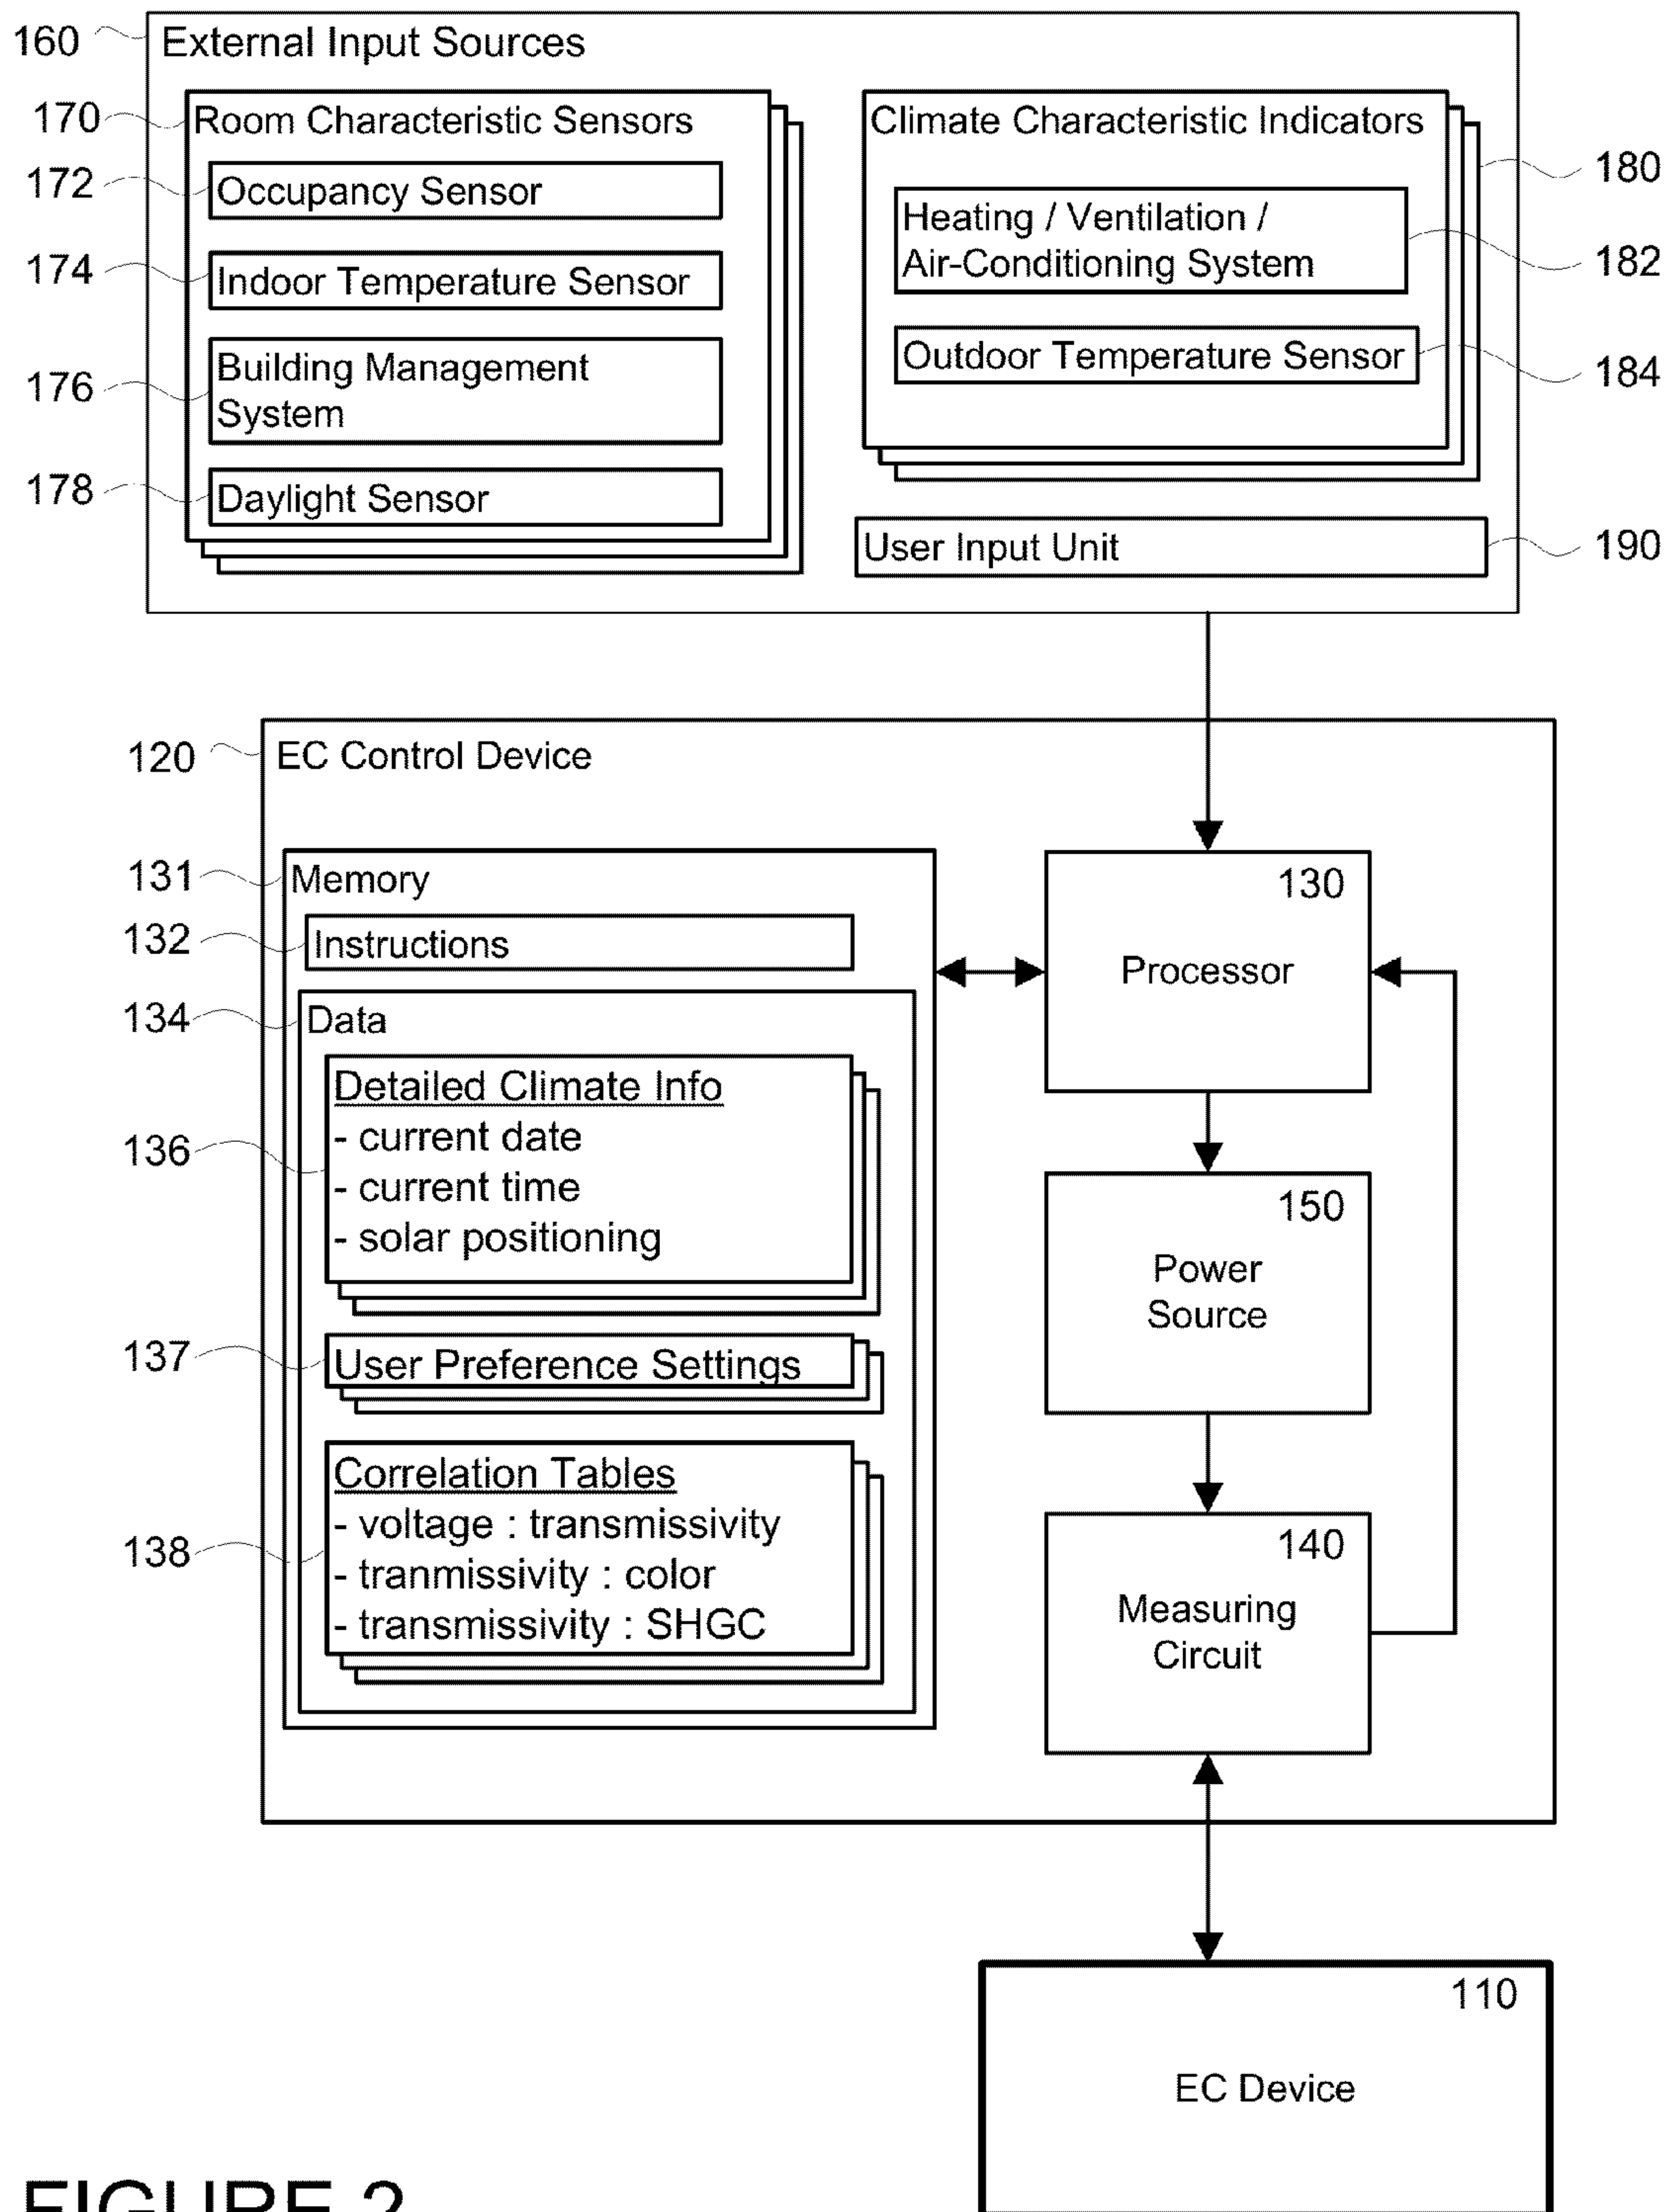 160
External Input Sources
170
Room Characteristic Sensors
172
Occupancy Sensor
174
Indoor Temperature Sensor
176
Building Management
System
178
Daylight Sensor
Climate Characteristic Indicators
180
Heating / Ventilation /
Air-Conditioning System
182
Outdoor Temperature Sensor
184
User Input Unit
190
120
EC Control Device
131
Memory
132
Instructions
134
Data
136
Detailed Climate Info
- current date
- current time
- solar positioning
137
User Preference Settings
138
Correlation Tables
- voltage : transmissivity
- tranmissivity : color
- transmissivity : SHGC
130
Processor
150
Power
Source
140
Measuring
Circuit
110
EC Device
FIGURE 2